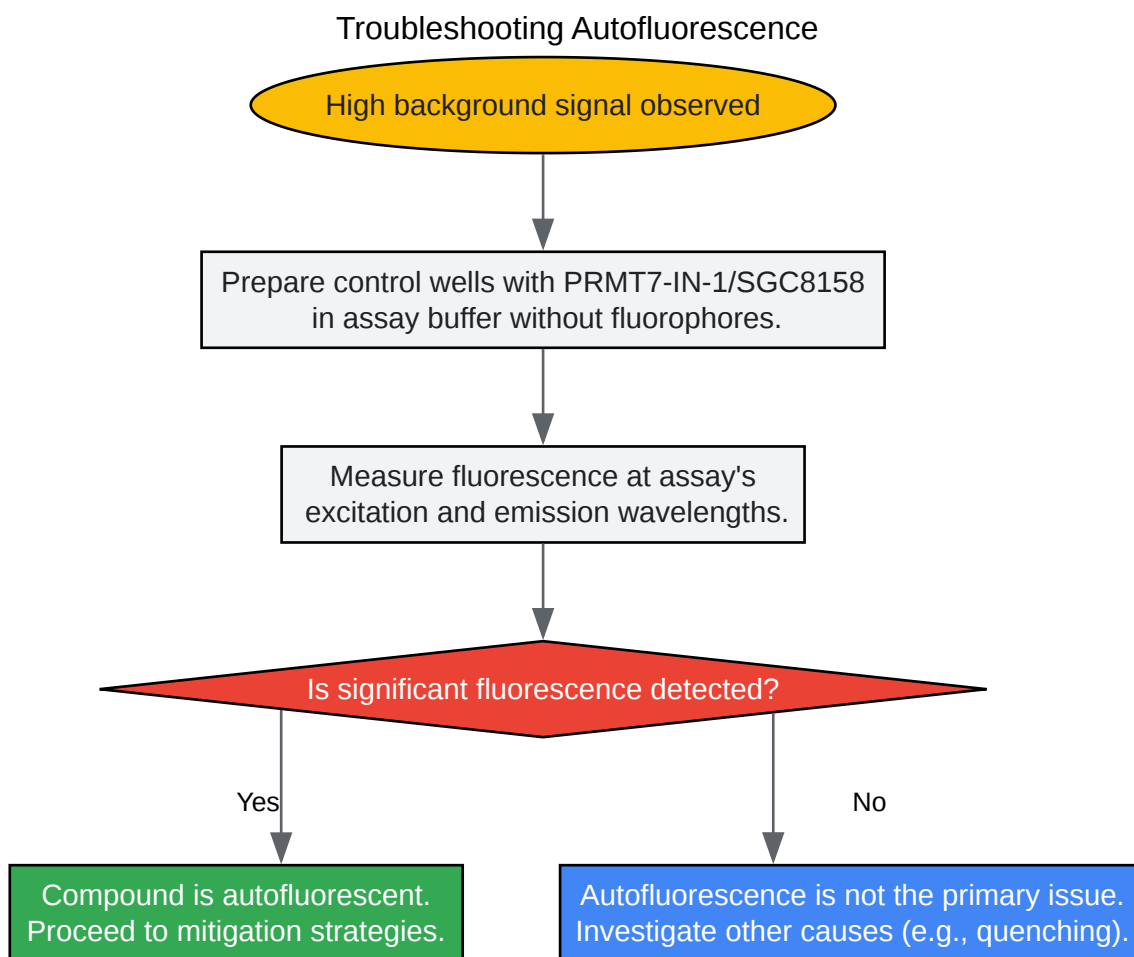 Troubleshooting Autofluorescence
High background signal observed
Prepare control wells with PRMT7-IN-1/SGC8158
in assay buffer without fluorophores.
Measure fluorescence at assay's
excitation and emission wavelengths.
Is significant fluorescence detected?
Yes
No
Compound is autofluorescent.
Proceed to mitigation strategies.
Autofluorescence is not the primary issue.
Investigate other causes (e.g., quenching).